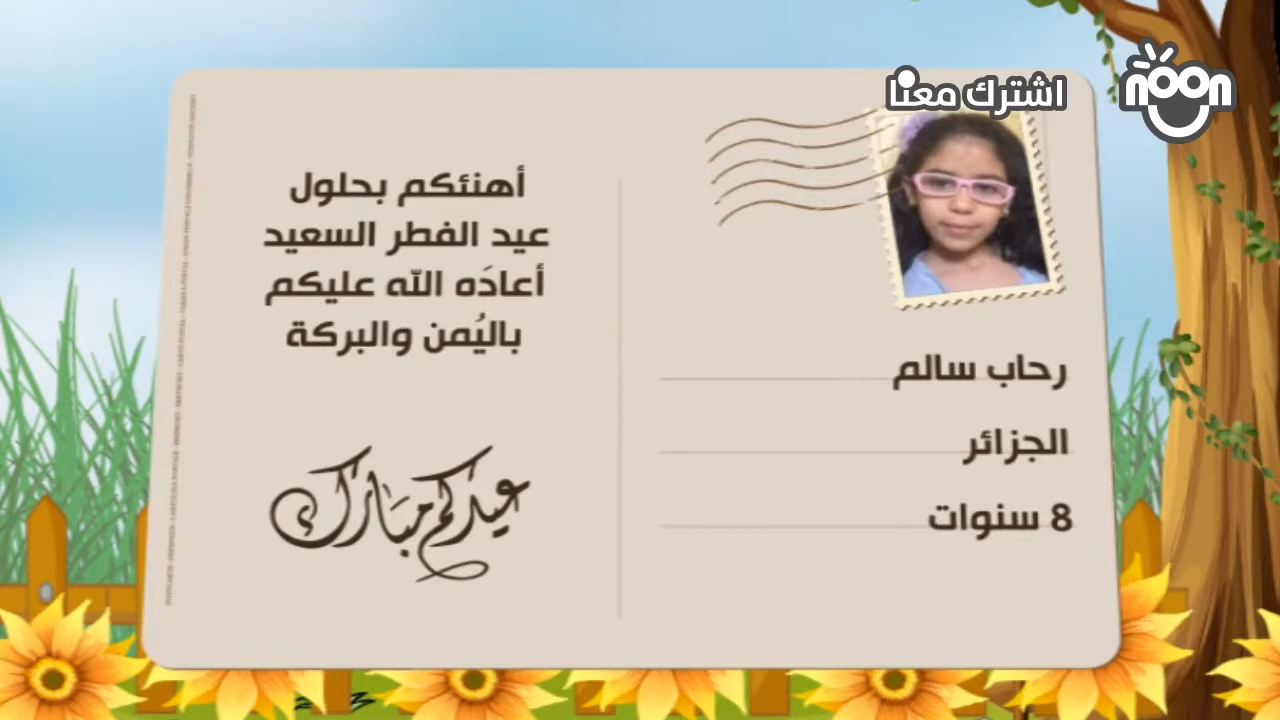 اشترك معنا
noon
أهنئكم بحلول
عيد الفطر السعيد
أعادَه الله عليكم
باليُمن والبركة
عيدكم مبارك
رحاب سالم
الجزائر
8 سنوات